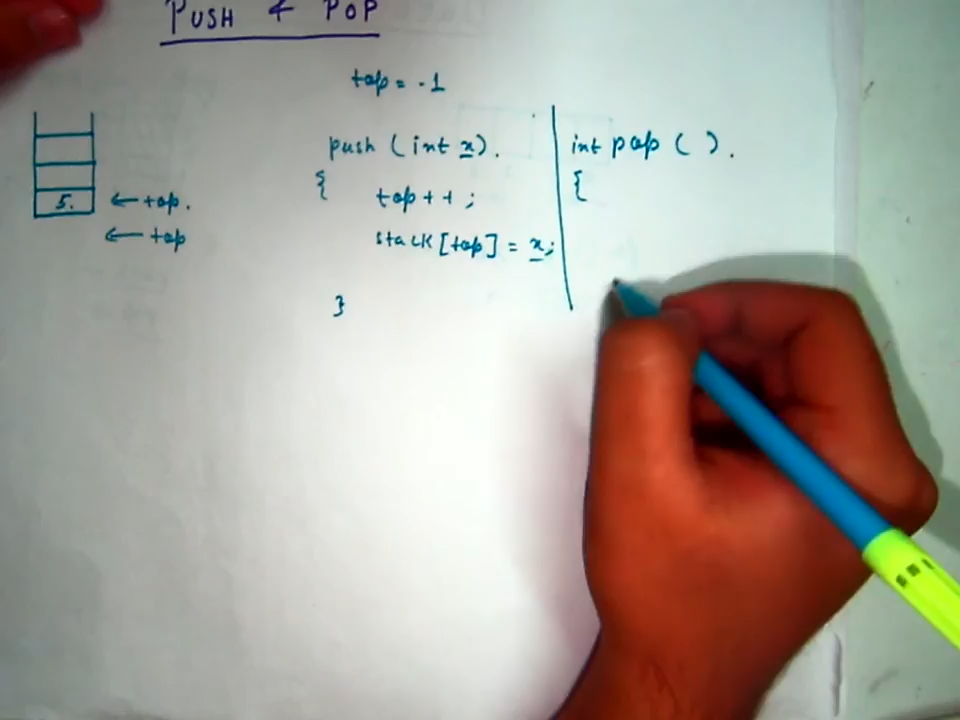 PUSH & POP
top = -1
push (int x).
{ top++ ;
stack[top] = x;
}
int pop ( ).
{
5. ← top.
← top